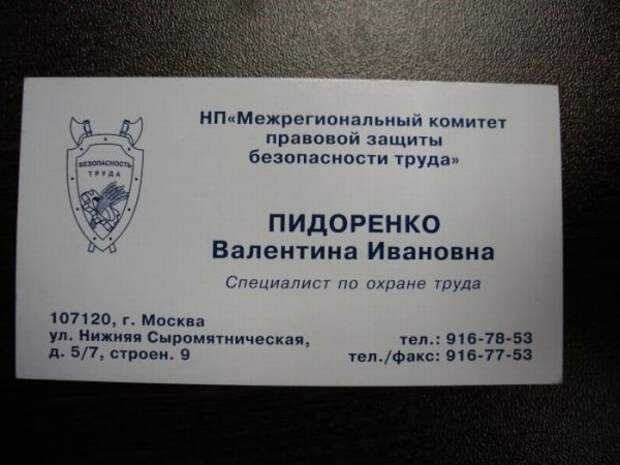 БЕЗОПАСНОСТЬ
ТРУДА
НП«Межрегиональный комитет
правовой защиты
безопасности труда»
ПИДОРЕНКО
Валентина Ивановна
Специалист по охране труда
107120, г. Москва
ул. Нижняя Сыромятническая,
д. 5/7, строен. 9
тел.: 916-78-53
тел./факс: 916-77-53